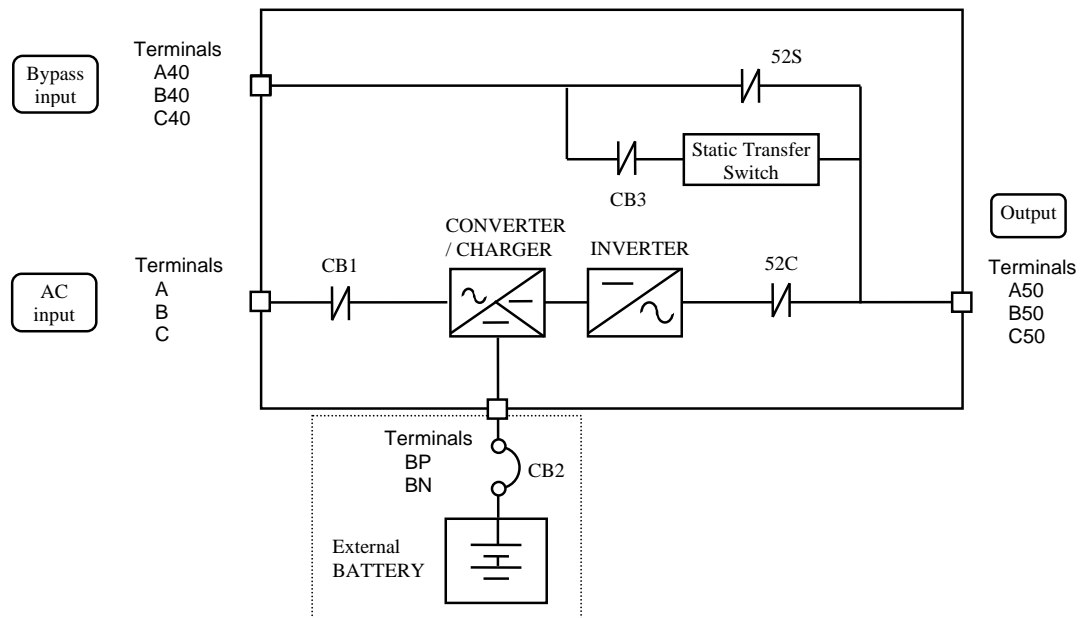 Bypass
input
Terminals
A40
B40
C40
52S
CB3
Static Transfer
Switch
AC
input
Terminals
A
B
C
CB1
CONVERTER
/ CHARGER
INVERTER
52C
Output
Terminals
A50
B50
C50
Terminals
BP
BN
CB2
External
BATTERY